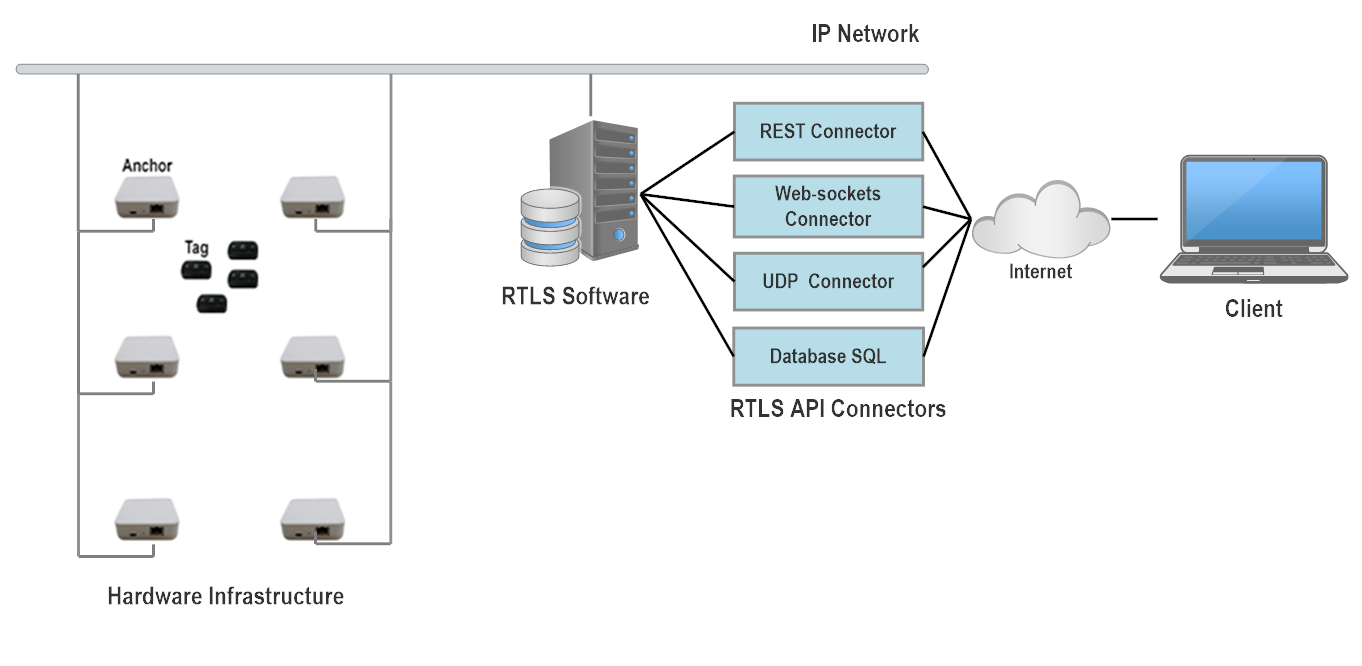 IP Network
Anchor
Tag
Hardware Infrastructure
RTLS Software
REST Connector
Web-sockets
Connector
UDP  Connector
Database SQL
RTLS API Connectors
Internet
Client